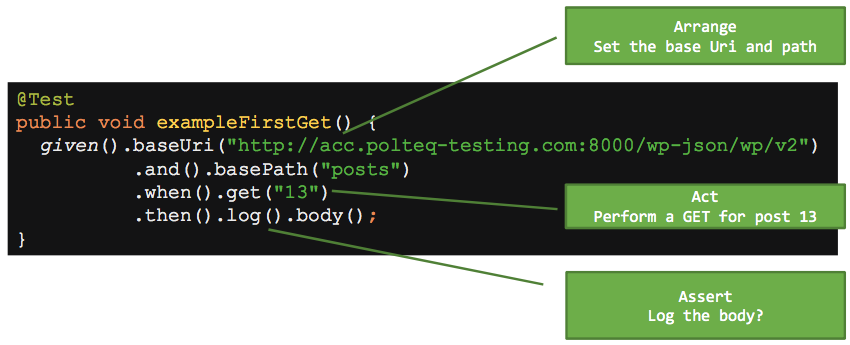 Arrange
Set the base Uri and path
@Test
public void exampleFirstGet() {
given().baseUri("http://acc.polteq-testing.com:8000/wp-json/wp/v2")
.and().basePath("posts")
.when().get("13")
.then().log().body();
}
Act
Perform a GET for post 13
Assert
Log the body?